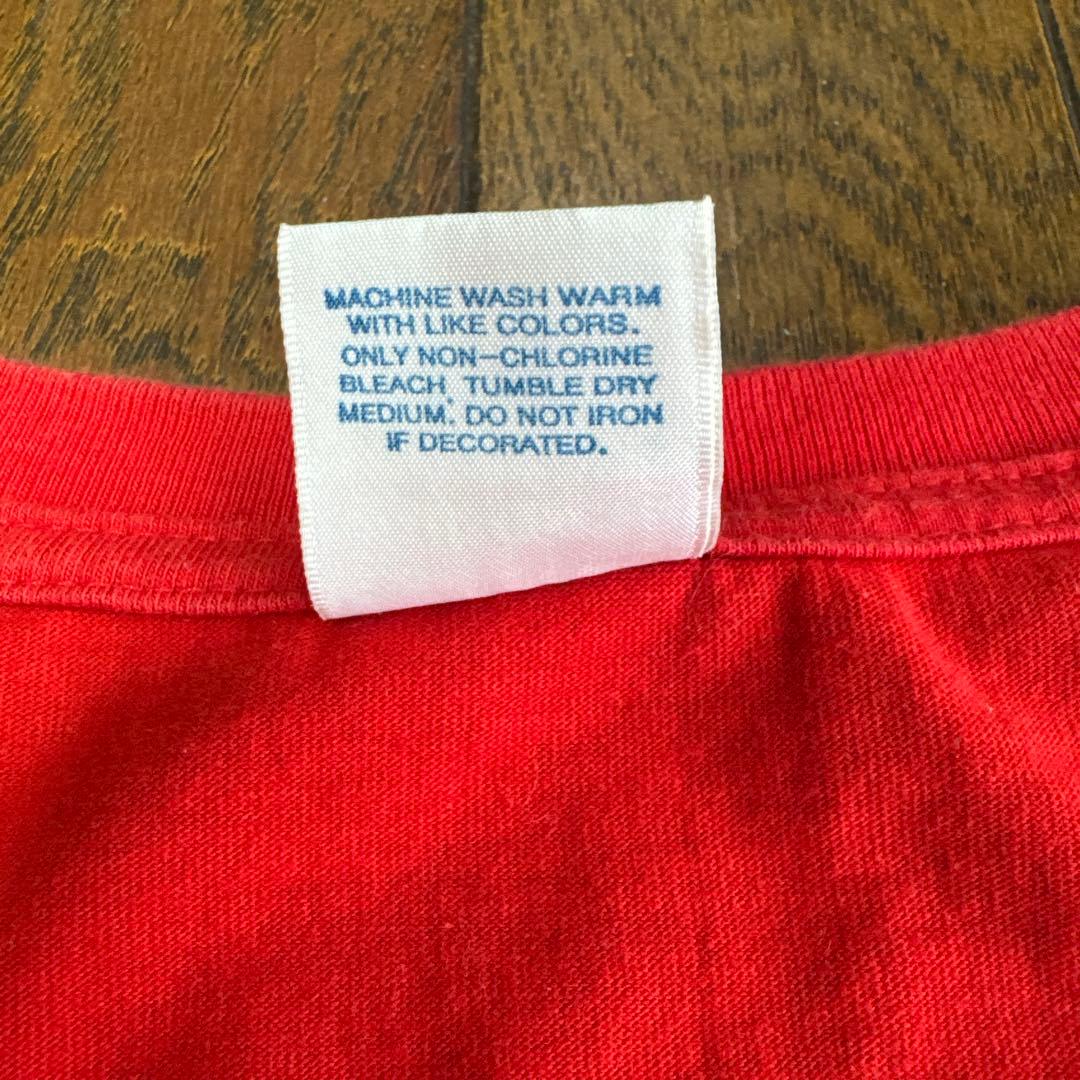 MACHINE WASH WARM
WITH LIKE COLORS.
ONLY NON-CHLORINE
BLEACH, TUMBLE DRY
MEDIUM. DO NOT IRON
IF DECORATED.